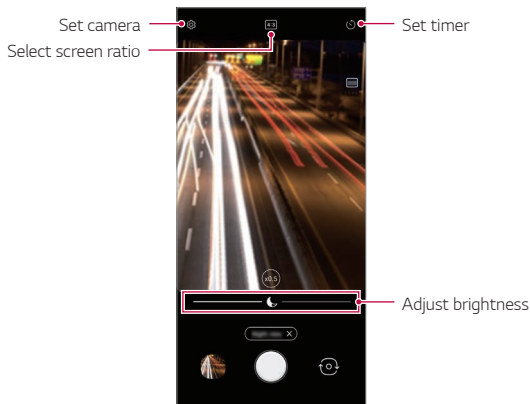 Set camera
Set timer
4:3
Select screen ratio
x0.5
Adjust brightness